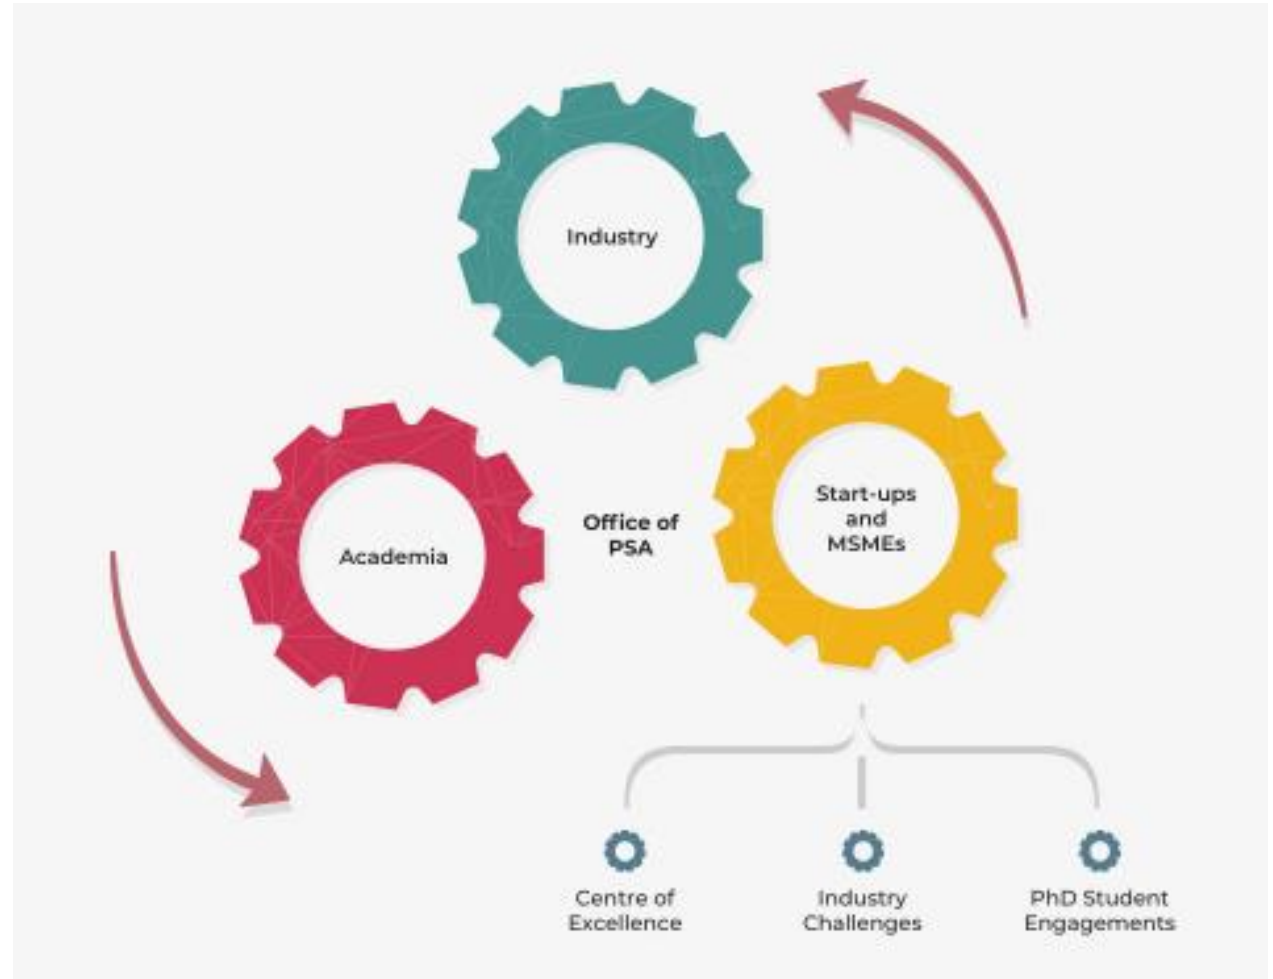 Industry
Start-ups
and
MSMEs
Office of
PSA
Academia
Centre of
Excellence
Industry
Challenges
PhD Student
Engagements